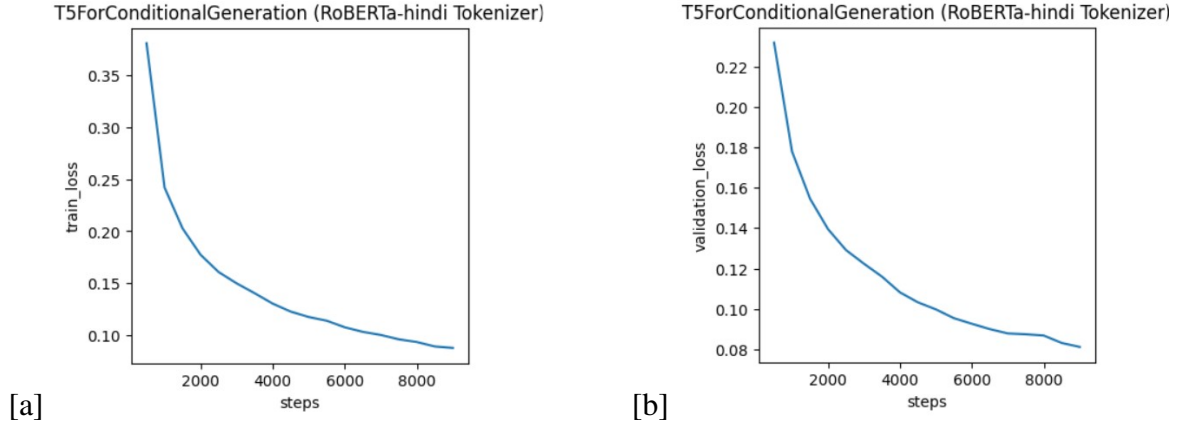 T5ForConditionalGeneration (RoBERTa-hindi Tokenizer)
0.35
0.30
0.25
0.20
0.15
0.10
train_loss
2000 4000 6000 8000
steps
[a]
T5ForConditionalGeneration (RoBERTa-hindi Tokenizer)
0.22
0.20
0.18
0.16
0.14
0.12
0.10
0.08
validation_loss
2000 4000 6000 8000
steps
[b]